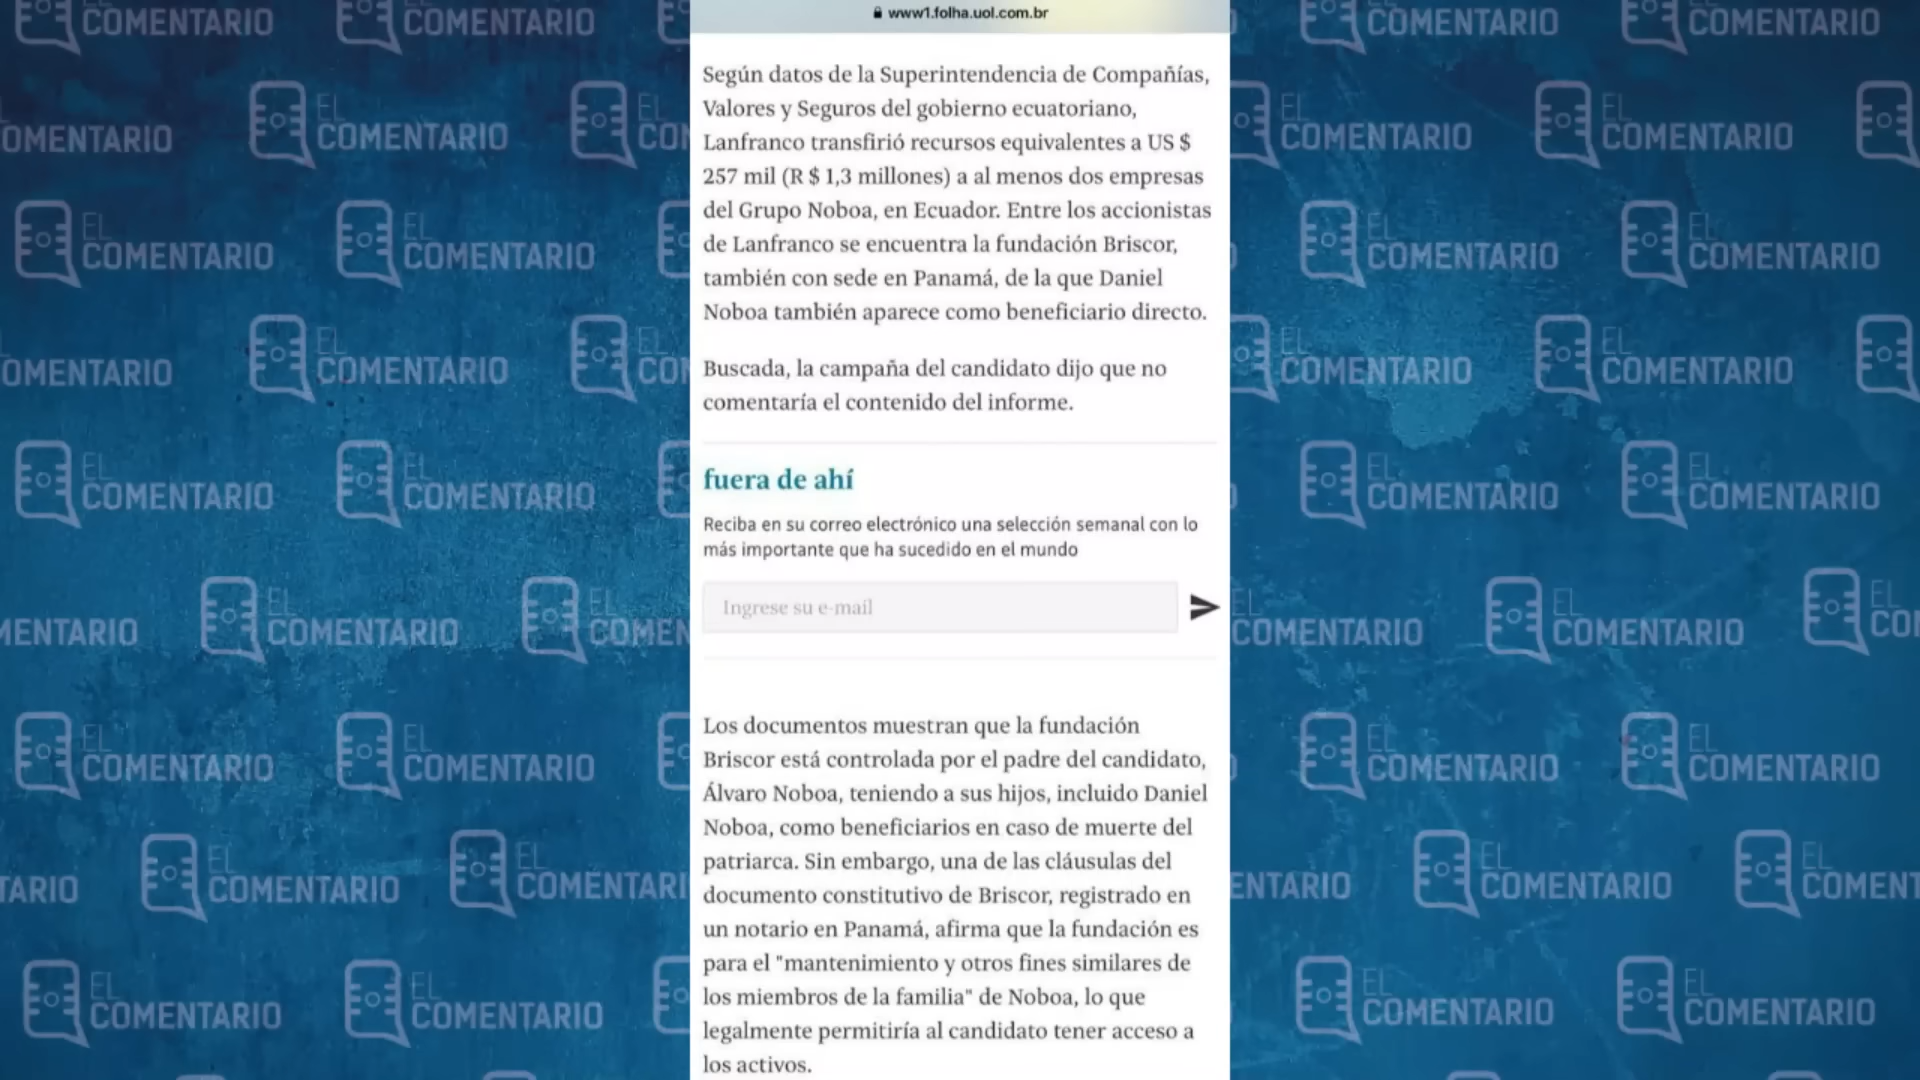 www1.folha.uol.com.br
Según datos de la Superintendencia de Compañías,
Valores y Seguros del gobierno ecuatoriano,
Lanfranco transfirió recursos equivalentes a US $
257 mil (R $ 1,3 millones) a al menos dos empresas
del Grupo Noboa, en Ecuador. Entre los accionistas
de Lanfranco se encuentra la fundación Briscor,
también con sede en Panamá, de la que Daniel
Noboa también aparece como beneficiario directo.
Buscada, la campaña del candidato dijo que no
comentaría el contenido del informe.
fuera de ahí
Reciba en su correo electrónico una selección semanal con lo
más importante que ha sucedido en el mundo
Ingrese su e-mail
Los documentos muestran que la fundación
Briscor está controlada por el padre del candidato,
Álvaro Noboa, teniendo a sus hijos, incluido Daniel
Noboa, como beneficiarios en caso de muerte del
patriarca. Sin embargo, una de las cláusulas del
documento constitutivo de Briscor, registrado en
un notario en Panamá, afirma que la fundación es
para el "mantenimiento y otros fines similares de
los miembros de la familia" de Noboa, lo que
legalmente permitiría al candidato tener acceso a
los activos.
EL
COMENTARIO